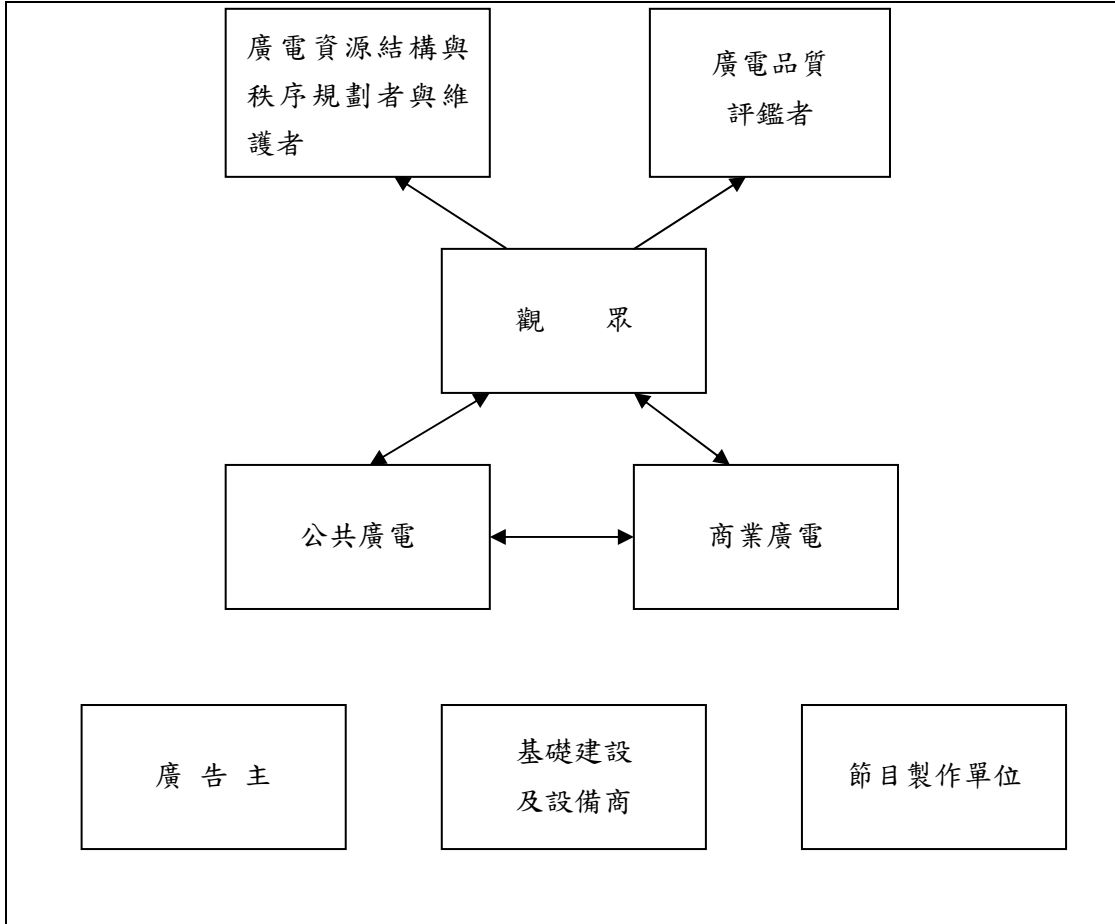 廣電資源結構與
秩序規劃者與維
護者
廣電品質
評鑑者
觀 眾
公共廣電
商業廣電
廣 告 主
基礎建設
及設備商
節目製作單位